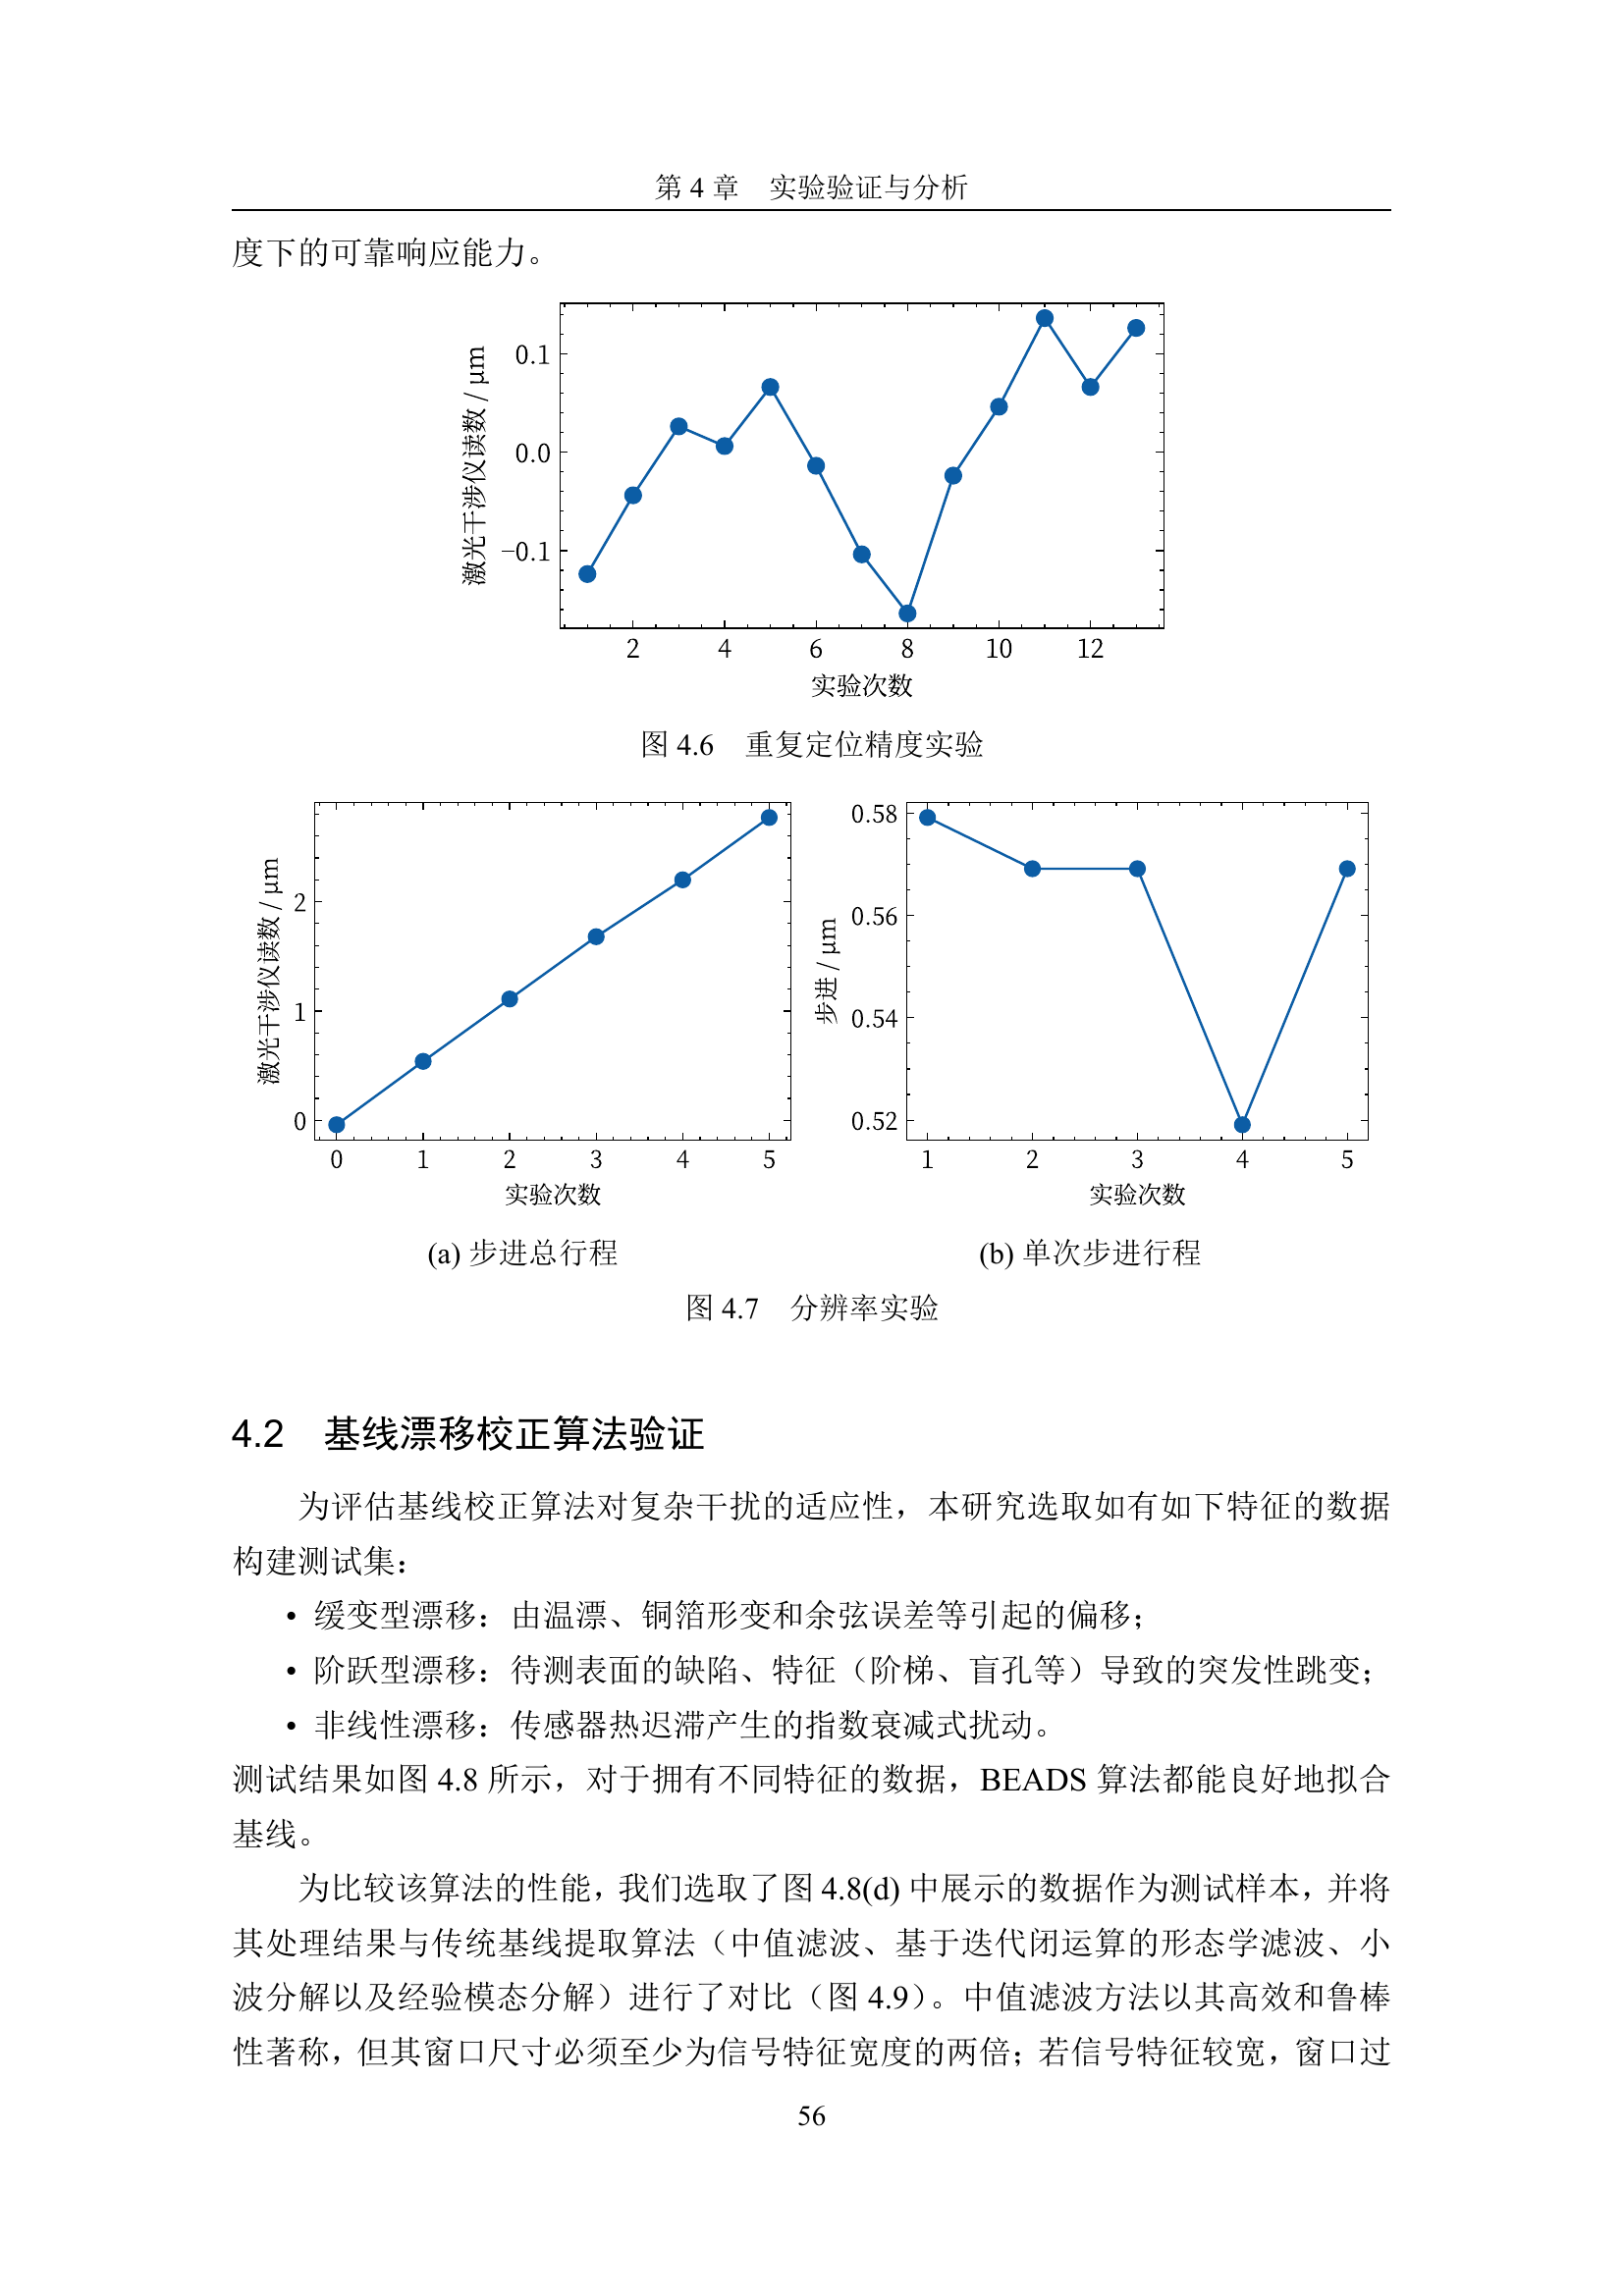 第 4 章　实验验证与分析
度下的可靠响应能力。
激光干涉仪读数 / μm
0.1
0.0
−0.1
2 4 6 8 10 12
实验次数
图 4.6　重复定位精度实验
激光干涉仪读数 / μm
2
1
0
0 1 2 3 4 5
实验次数
(a) 步进总行程
步进 / μm
0.58
0.56
0.54
0.52
1 2 3 4 5
实验次数
(b) 单次步进行程
图 4.7　分辨率实验
4.2　基线漂移校正算法验证
为评估基线校正算法对复杂干扰的适应性，本研究选取如有如下特征的数据
构建测试集：
• 缓变型漂移：由温漂、铜箔形变和余弦误差等引起的偏移；
• 阶跃型漂移：待测表面的缺陷、特征（阶梯、盲孔等）导致的突发性跳变；
• 非线性漂移：传感器热迟滞产生的指数衰减式扰动。
测试结果如图 4.8 所示，对于拥有不同特征的数据，BEADS 算法都能良好地拟合
基线。
为比较该算法的性能，我们选取了图 4.8(d) 中展示的数据作为测试样本，并将
其处理结果与传统基线提取算法（中值滤波、基于迭代闭运算的形态学滤波、小
波分解以及经验模态分解）进行了对比（图 4.9）。中值滤波方法以其高效和鲁棒
性著称，但其窗口尺寸必须至少为信号特征宽度的两倍；若信号特征较宽，窗口过
56